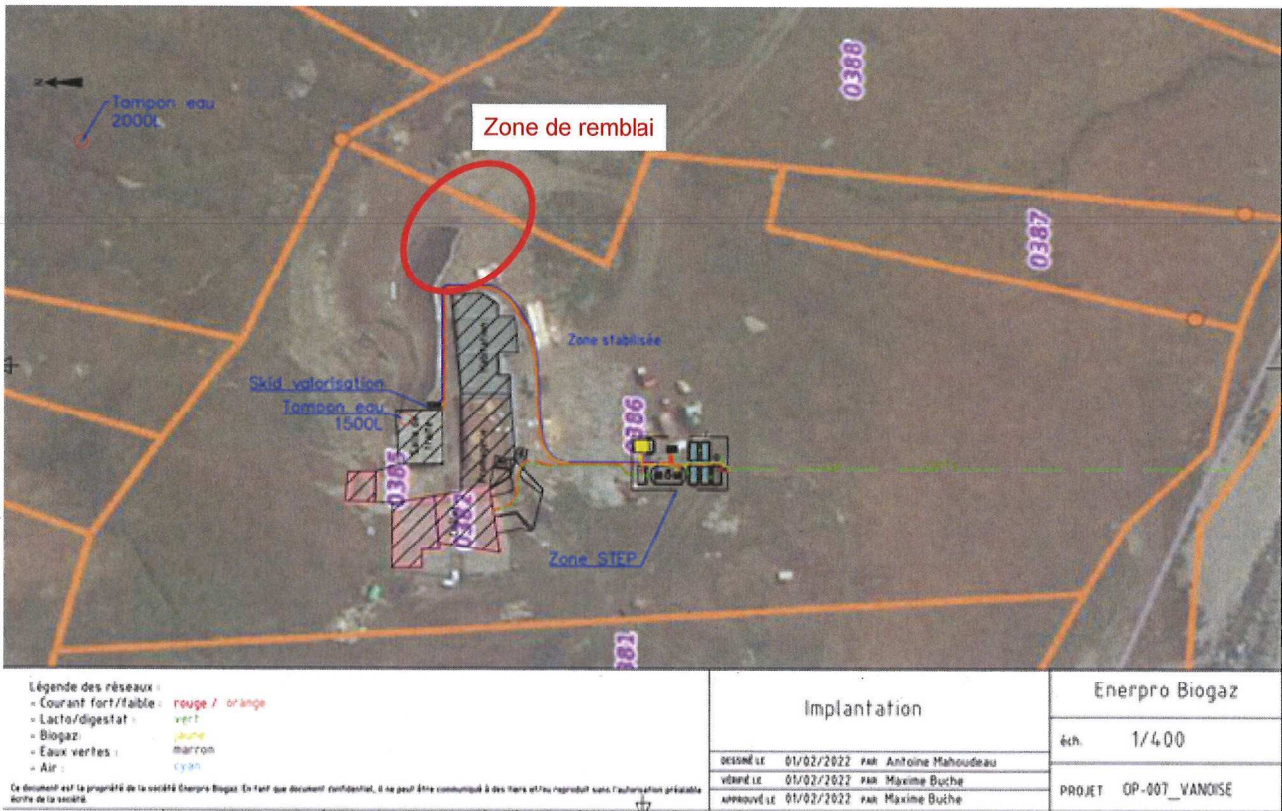 N
Tampon eau
2000L
Zone de remblai
0388
0387
Zone stabilisée
Skid valorisation
Tampon eau
1500L
0386
0385
0382
Zone STEP
381
Légende des réseaux :
- Courant fort/faible : rouge / orange
- Lacto/digestat : vert
- Biogaz : jaune
- Eaux vertes : marron
- Air : cyan
Ce document est la propriété de la société Enerpro Biogaz. En tant que document confidentiel, il ne peut être communiqué à des tiers et/ou reproduit sans l'autorisation préalable
écrite de la société.
Implantation
DESSINÉ LE 01/02/2022 PAR Antoine Mahoudeau
VÉRIFIÉ LE 01/02/2022 PAR Maxime Buche
APPROUVÉ LE 01/02/2022 PAR Maxime Buche
Enerpro Biogaz
éch. 1/400
PROJET OP-007_VANOISE